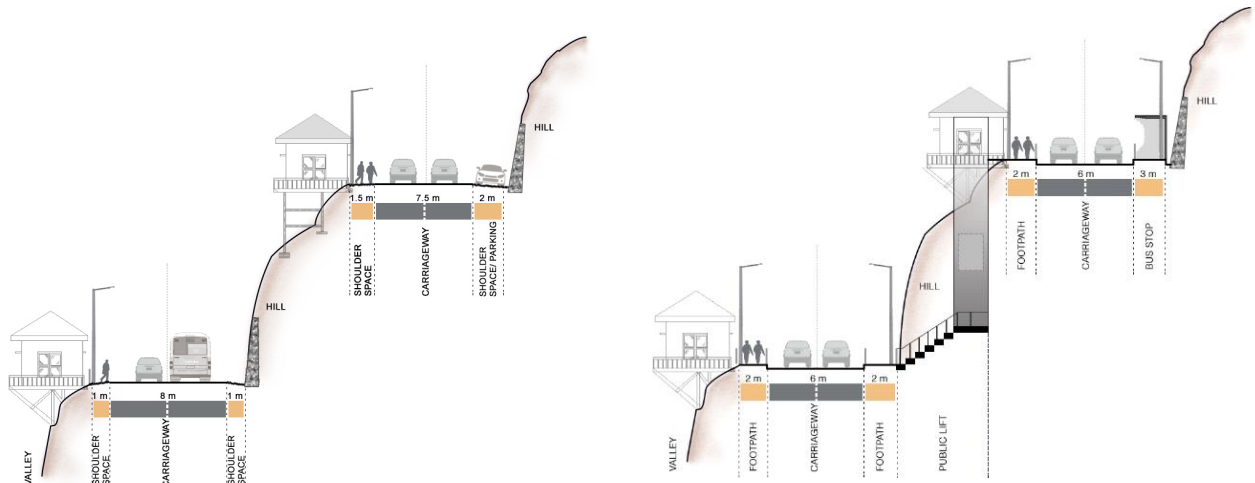 HILL
1.5 m
7.5 m
2 m
SHOULDER
SPACE
CARRIAGEWAY
SHOULDER
SPACE/ PARKING
HILL
1 m
8 m
1 m
VALLEY
SHOULDER
SPACE
CARRIAGEWAY
SHOULDER
SPACE
HILL
2 m
6 m
3 m
FOOTPATH
CARRIAGEWAY
BUS STOP
HILL
2 m
6 m
2 m
VALLEY
FOOTPATH
CARRIAGEWAY
FOOTPATH
PUBLIC LIFT